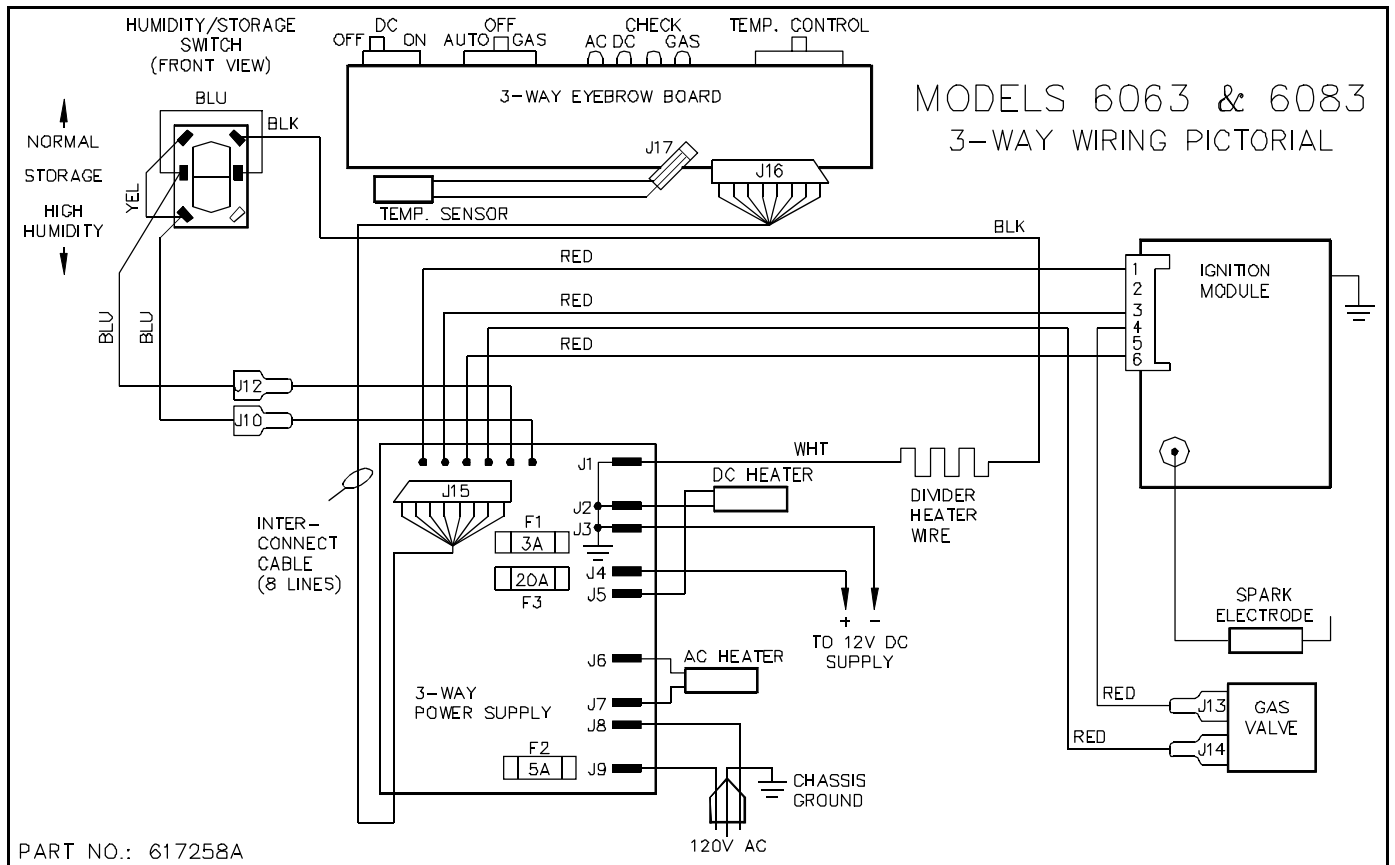 HUMIDITY/STORAGE
SWITCH
(FRONT VIEW)
DC
OFF ON
OFF
AUTO GAS
CHECK
AC DC GAS
TEMP. CONTROL
3-WAY EYEBROW BOARD
MODELS 6063 & 6083
3-WAY WIRING PICTORIAL
BLU
BLK
NORMAL
STORAGE
HIGH
HUMIDITY
YEL
J17
J16
TEMP. SENSOR
BLK
RED
RED
RED
1
2
3
4
5
6
IGNITION
MODULE
BLU
BLU
J12
J10
WHT
J1
DC HEATER
J2
J3
DIVIDER
HEATER
WIRE
J15
INTER-
CONNECT
CABLE
(8 LINES)
F1
3A
20A
F3
J4
J5
+ -
TO 12V DC
SUPPLY
SPARK
ELECTRODE
J6
AC HEATER
J7
J8
3-WAY
POWER SUPPLY
F2
5A
J9
CHASSIS
GROUND
120V AC
RED
J13
RED
J14
GAS
VALVE
PART NO.: 617258A